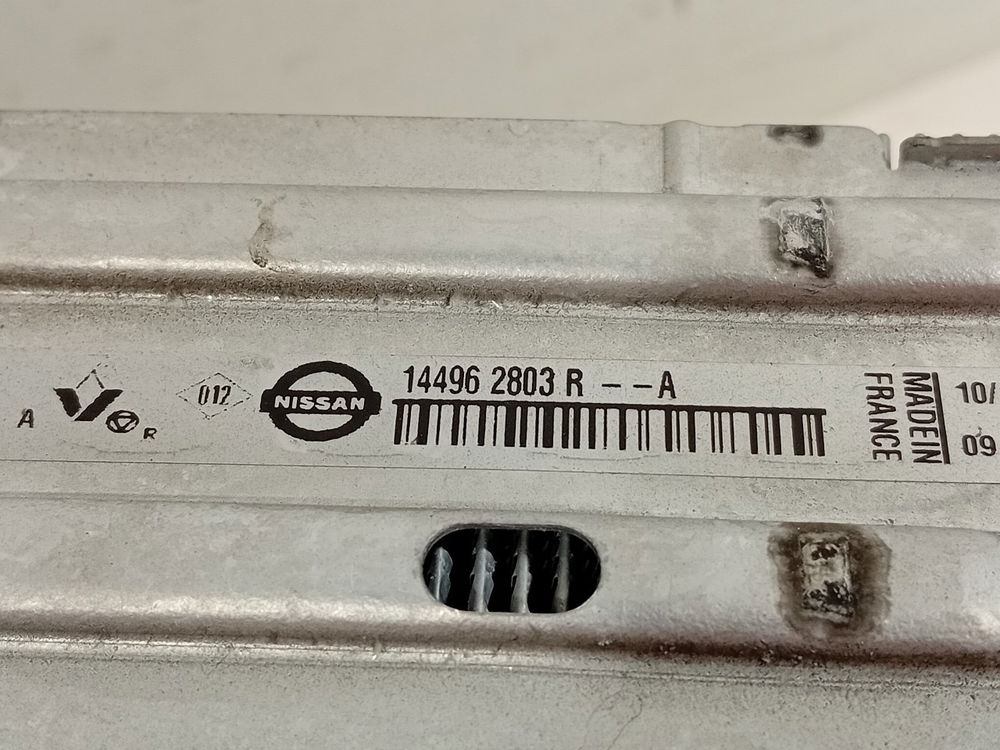 A
R
012
NISSAN
14496 2803 R -- A
MADEIN
FRANCE
10/
09